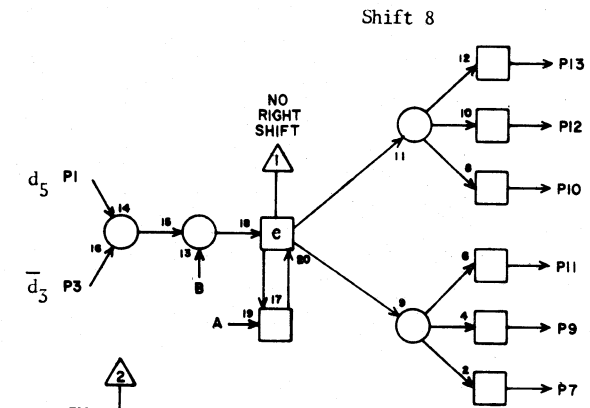 Shift 8
12 P13
NO
RIGHT
SHIFT
10 P12
11
1
8 P10
d5 P1
14
16 15 18 e
13
20
6 P11
d̅3 P3
B
17
9
A 19
4 P9
2
2 P7